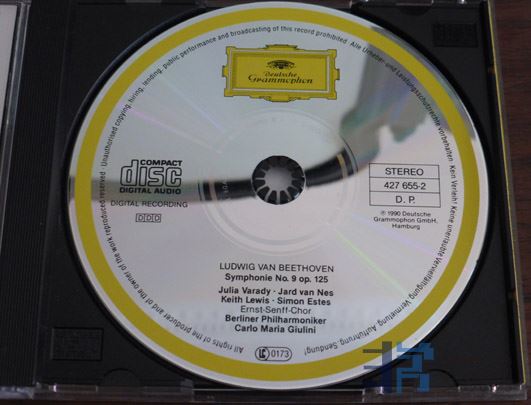 Unauthorised copying, hiring, lending, public performance and broadcasting of this record prohibited. Alle Urheber- und Leistungsschutzrechte vorbehalten. Kein Verleih! Keine unerlaubte Vervielfältigung, Vermietung, Aufführung, Sendung!
All rights of the producer and of the owner of the work reproduced reserved
Deutsche
Grammophon
COMPACT
disc
DIGITAL AUDIO
DIGITAL RECORDING
DDD
STEREO
427 655-2
D. P.
℗ 1990 Deutsche
Grammophon GmbH,
Hamburg
LUDWIG VAN BEETHOVEN
Symphonie No. 9 op. 125
Julia Varady · Jard van Nes
Keith Lewis · Simon Estes
Ernst-Senff-Chor
Berliner Philharmoniker
Carlo Maria Giulini
LC 0173